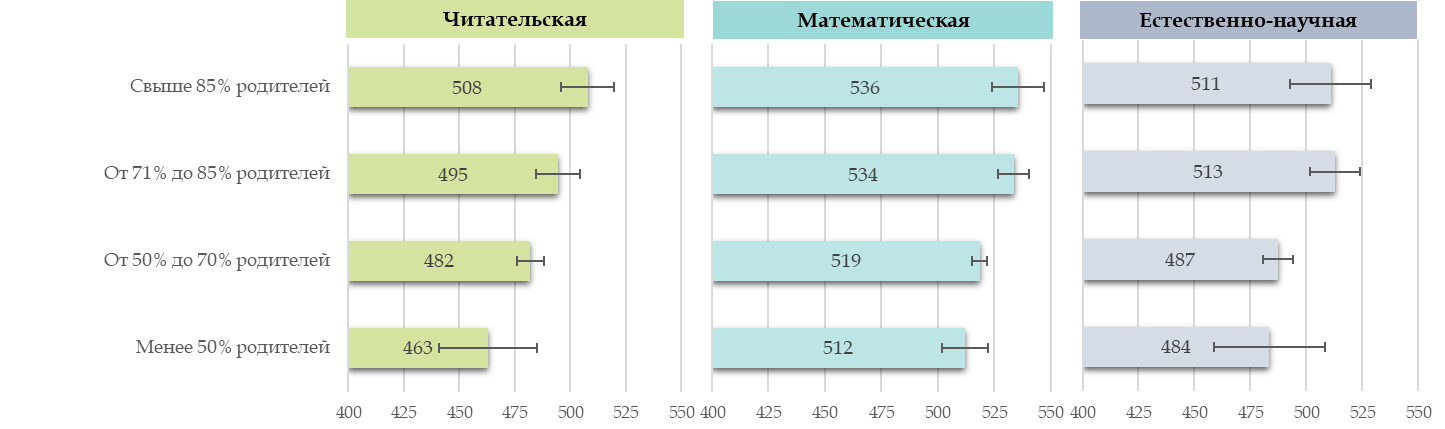 Читательская
Математическая
Естественно-научная
Свыше 85% родителей
508
536
511
От 71% до 85% родителей
495
534
513
От 50% до 70% родителей
482
519
487
Менее 50% родителей
463
512
484
400 425 450 475 500 525 550
400 425 450 475 500 525 550
400 425 450 475 500 525 550